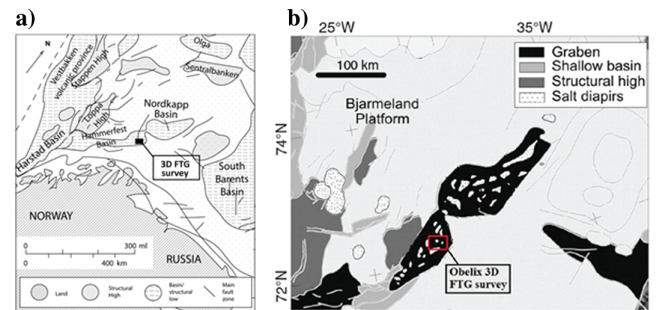 a)
N
Vestbakken
volcanic province
Stappen High
Olga
Sentralbanken
Loppa
High
Nordkapp
Basin
Hammerfest
Basin
Harstad Basin
3D FTG
survey
South
Barents
Basin
NORWAY
0 300 ml
0 400 km
RUSSIA
Land
Structural
High
Basin/
structural
low
Main
fault
zone
b)
25°W 35°W
100 km
Graben
Shallow basin
Structural high
Salt diapirs
Bjarmeland
Platform
74°N
72°N
Obelix 3D
FTG survey